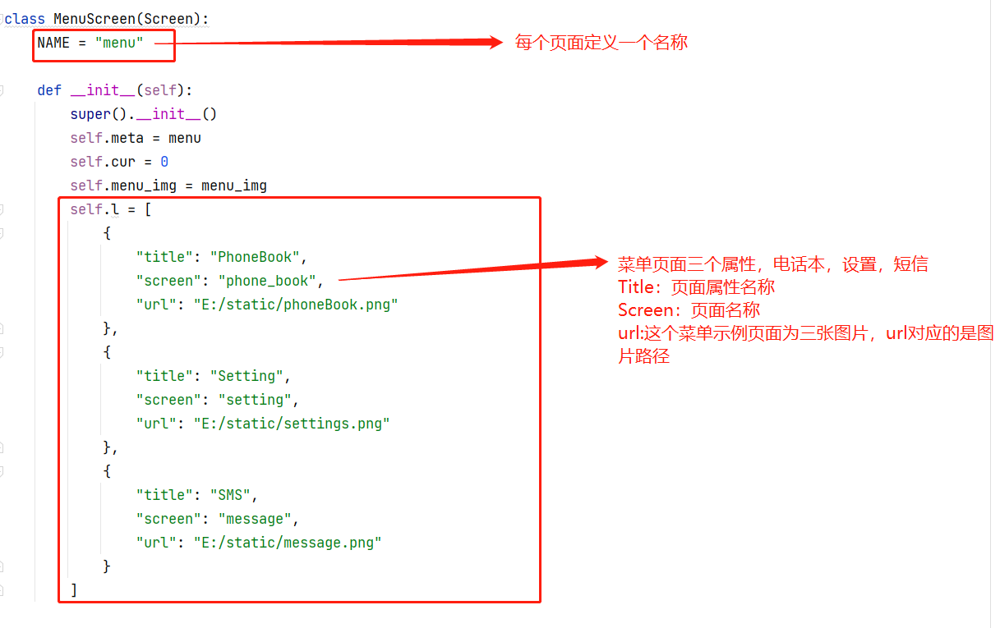 class MenuScreen(Screen):
NAME = "menu"
每个页面定义一个名称
def __init__(self):
super().__init__()
self.meta = menu
self.cur = 0
self.menu_img = menu_img
self.l = [
{
"title": "PhoneBook",
"screen": "phone_book",
"url": "E:/static/phoneBook.png"
},
{
"title": "Setting",
"screen": "setting",
"url": "E:/static/settings.png"
},
{
"title": "SMS",
"screen": "message",
"url": "E:/static/message.png"
}
]
菜单页面三个属性，电话本，设置，短信
Title：页面属性名称
Screen：页面名称
url:这个菜单示例页面为三张图片，url对应的是图
片路径